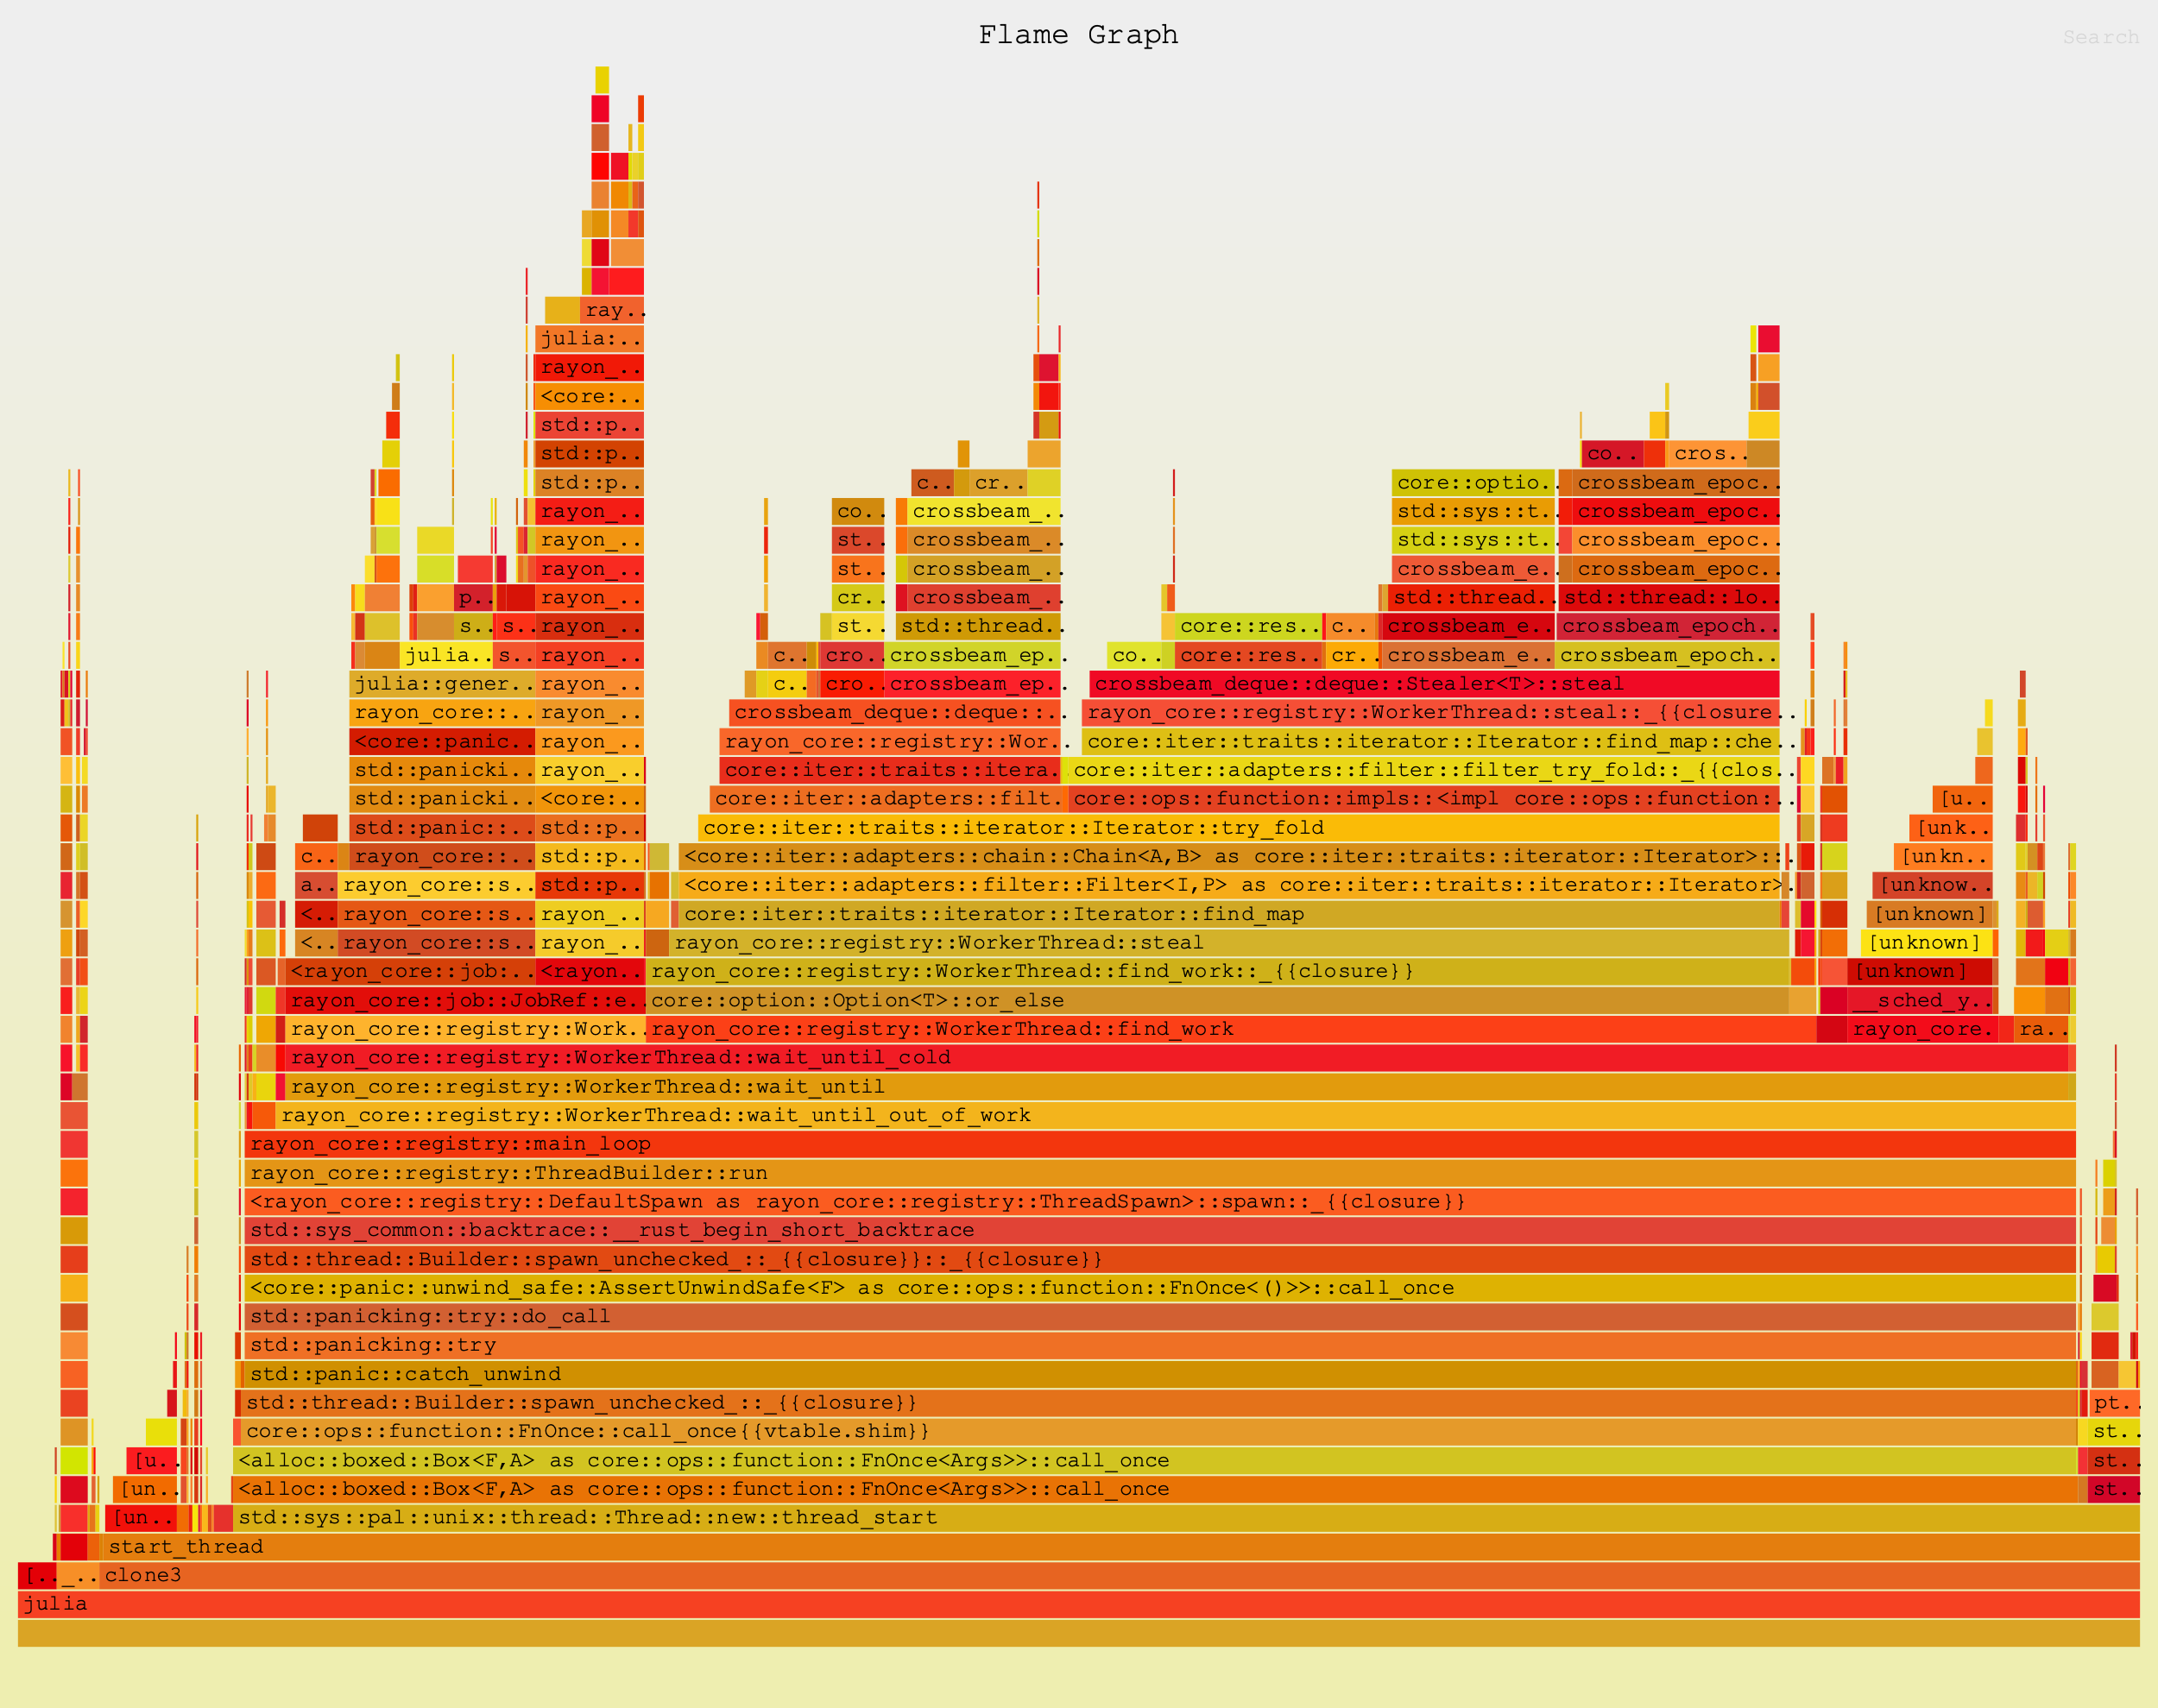 Flame Graph
Search
ray..
julia:..
rayon_..
<core:..
std::p..
std::p.. co.. cros..
std::p.. c.. cr.. core::optio.. crossbeam_epoc..
rayon_.. co.. crossbeam_.. std::sys::t.. crossbeam_epoc..
rayon_.. st.. crossbeam_.. std::sys::t.. crossbeam_epoc..
rayon_.. st.. crossbeam_.. crossbeam_e.. crossbeam_epoc..
p.. rayon_.. cr.. crossbeam_.. std::thread.. std::thread::lo..
s.. s.. rayon_.. st.. std::thread.. core::res.. c.. crossbeam_e.. crossbeam_epoch..
julia.. s.. rayon_.. c.. cro.. crossbeam_ep.. co.. core::res.. cr.. crossbeam_e.. crossbeam_epoch..
julia::gener.. rayon_.. c.. cro.. crossbeam_ep.. crossbeam_deque::deque::Stealer<T>::steal
rayon_core::.. rayon_.. crossbeam_deque::deque::.. rayon_core::registry::WorkerThread::steal::_{{closure..
<core::panic.. rayon_.. rayon_core::registry::Wor.. core::iter::traits::iterator::Iterator::find_map::che..
std::panicki.. rayon_.. core::iter::traits::itera.. core::iter::adapters::filter::filter_try_fold::_{{clos..
std::panicki.. <core:.. core::iter::adapters::filt.. core::ops::function::impls::<impl core::ops::function:.. [u..
std::panic::.. std::p.. core::iter::traits::iterator::Iterator::try_fold [unk..
c.. rayon_core::.. std::p.. <core::iter::adapters::chain::Chain<A,B> as core::iter::traits::iterator::Iterator>::.. [unkn..
a.. rayon_core::s.. std::p.. <core::iter::adapters::filter::Filter<I,P> as core::iter::traits::iterator::Iterator>.. [unknow..
<.. rayon_core::s.. rayon_.. core::iter::traits::iterator::Iterator::find_map [unknown]
<.. rayon_core::s.. rayon_.. rayon_core::registry::WorkerThread::steal [unknown]
<rayon_core::job:.. <rayon.. rayon_core::registry::WorkerThread::find_work::_{{closure}} [unknown]
rayon_core::job::JobRef::e.. core::option::Option<T>::or_else __sched_y..
rayon_core::registry::Work.. rayon_core::registry::WorkerThread::find_work rayon_core.. ra..
rayon_core::registry::WorkerThread::wait_until_cold
rayon_core::registry::WorkerThread::wait_until
rayon_core::registry::WorkerThread::wait_until_out_of_work
rayon_core::registry::main_loop
rayon_core::registry::ThreadBuilder::run
<rayon_core::registry::DefaultSpawn as rayon_core::registry::ThreadSpawn>::spawn::_{{closure}}
std::sys_common::backtrace::__rust_begin_short_backtrace
std::thread::Builder::spawn_unchecked_::_{{closure}}::_{{closure}}
<core::panic::unwind_safe::AssertUnwindSafe<F> as core::ops::function::FnOnce<()>>::call_once
std::panicking::try::do_call
std::panicking::try
std::panic::catch_unwind
std::thread::Builder::spawn_unchecked_::_{{closure}} pt..
core::ops::function::FnOnce::call_once{{vtable.shim}} st..
[u.. <alloc::boxed::Box<F,A> as core::ops::function::FnOnce<Args>>::call_once st..
[un.. <alloc::boxed::Box<F,A> as core::ops::function::FnOnce<Args>>::call_once st..
[un.. std::sys::pal::unix::thread::Thread::new::thread_start
start_thread
[.. _.. clone3
julia